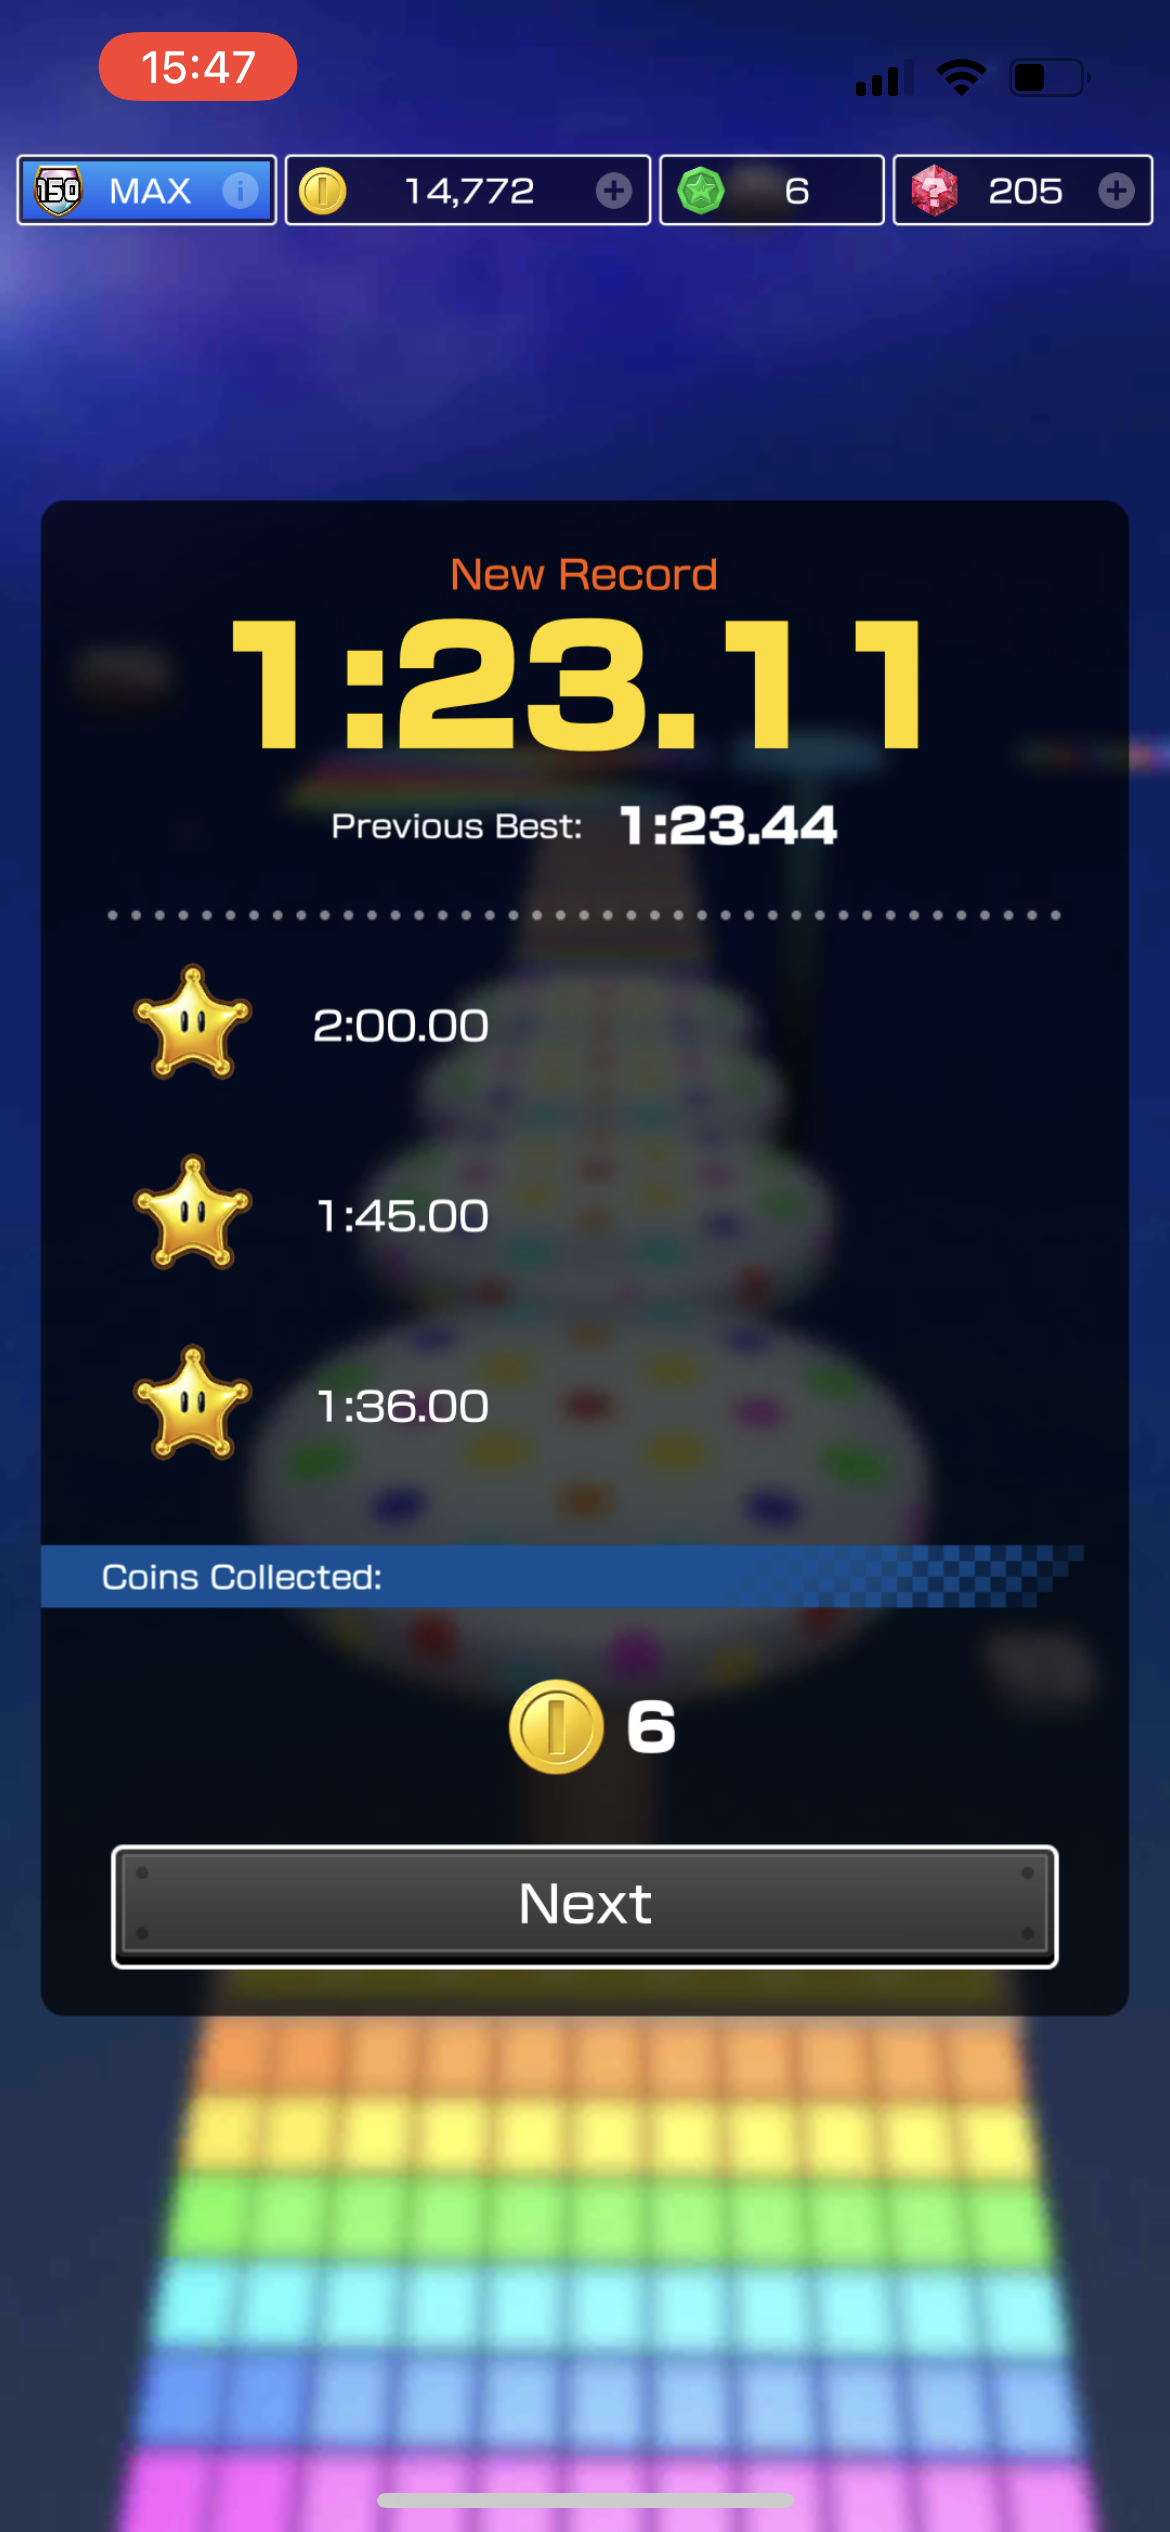 15:47
150 MAX i 14,772 + 6 ? 205 +
New Record
1:23.11
Previous Best: 1:23.44
2:00.00
1:45.00
1:36.00
Coins Collected:
6
Next